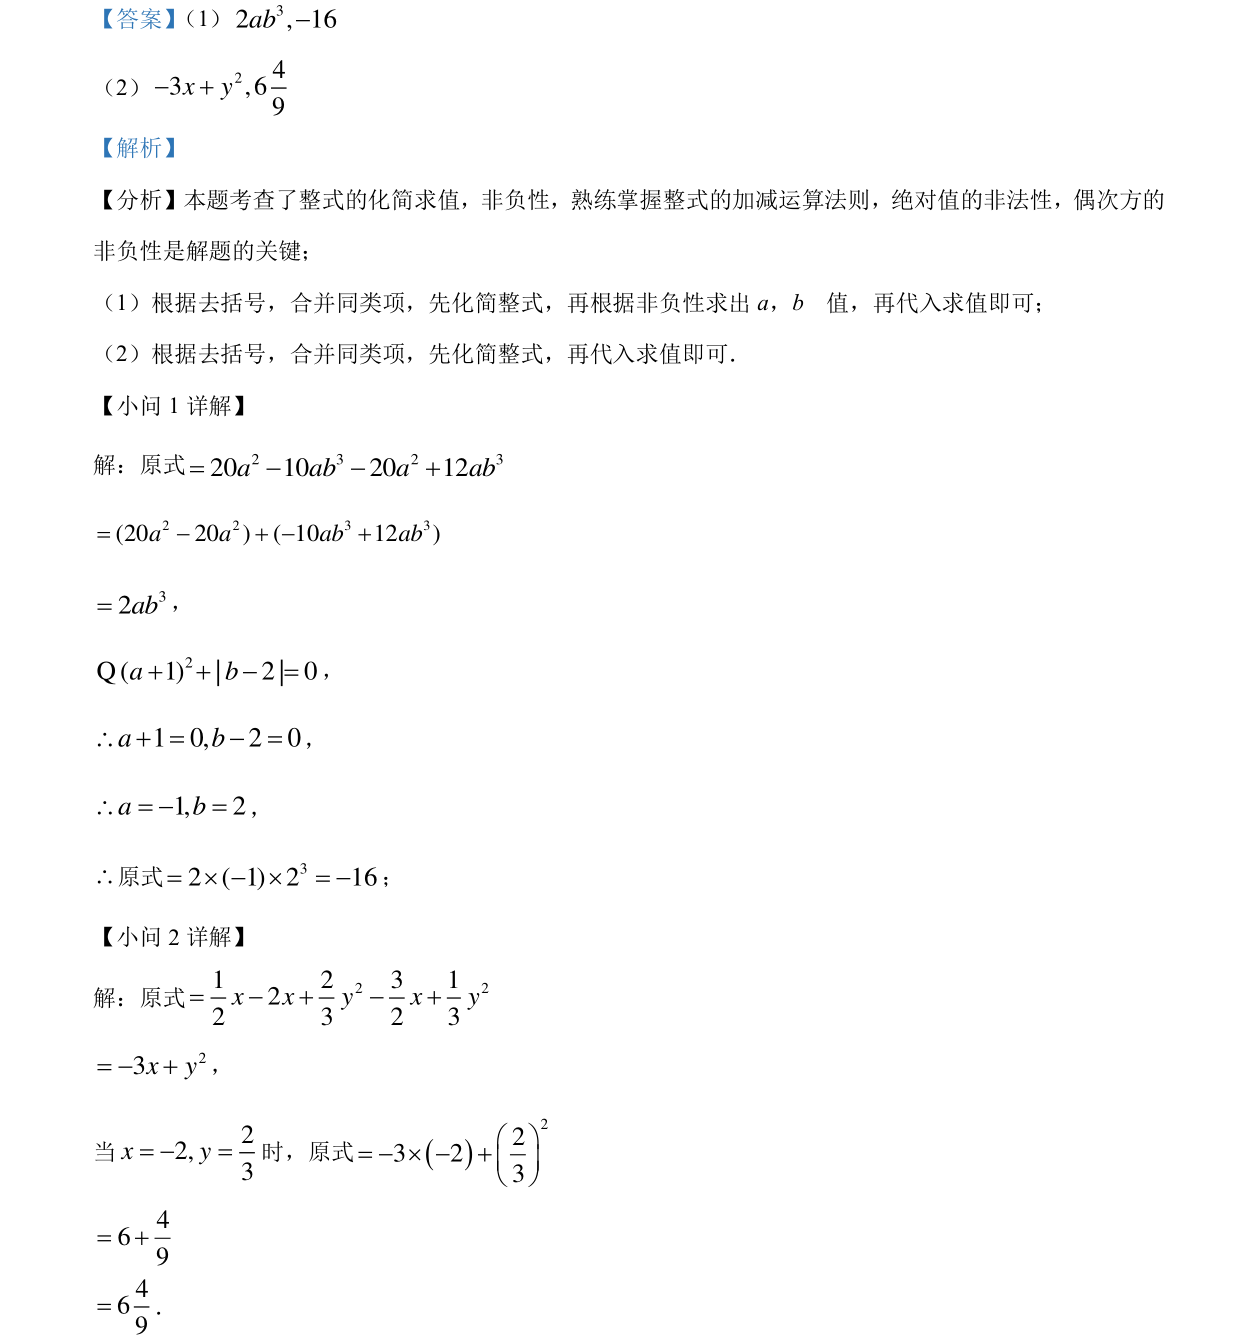 【答案】（1）2ab³,−16
（2）−3x+y²,6 4/9
【解析】
【分析】本题考查了整式的化简求值，非负性，熟练掌握整式的加减运算法则，绝对值的非法性，偶次方的
非负性是解题的关键；
（1）根据去括号，合并同类项，先化简整式，再根据非负性求出 a，b 值，再代入求值即可；
（2）根据去括号，合并同类项，先化简整式，再代入求值即可．
【小问 1 详解】
解：原式=20a²−10ab³−20a²+12ab³
=(20a²−20a²)+(−10ab³+12ab³)
=2ab³，
Q(a+1)²+|b−2|=0，
∴a+1=0,b−2=0，
∴a=−1,b=2，
∴原式=2×(−1)×2³=−16；
【小问 2 详解】
解：原式=1/2 x−2x+2/3 y²−3/2 x+1/3 y²
=−3x+y²，
当 x=−2,y=2/3 时，原式=−3×(−2)+(2/3)²
=6+4/9
=6 4/9．